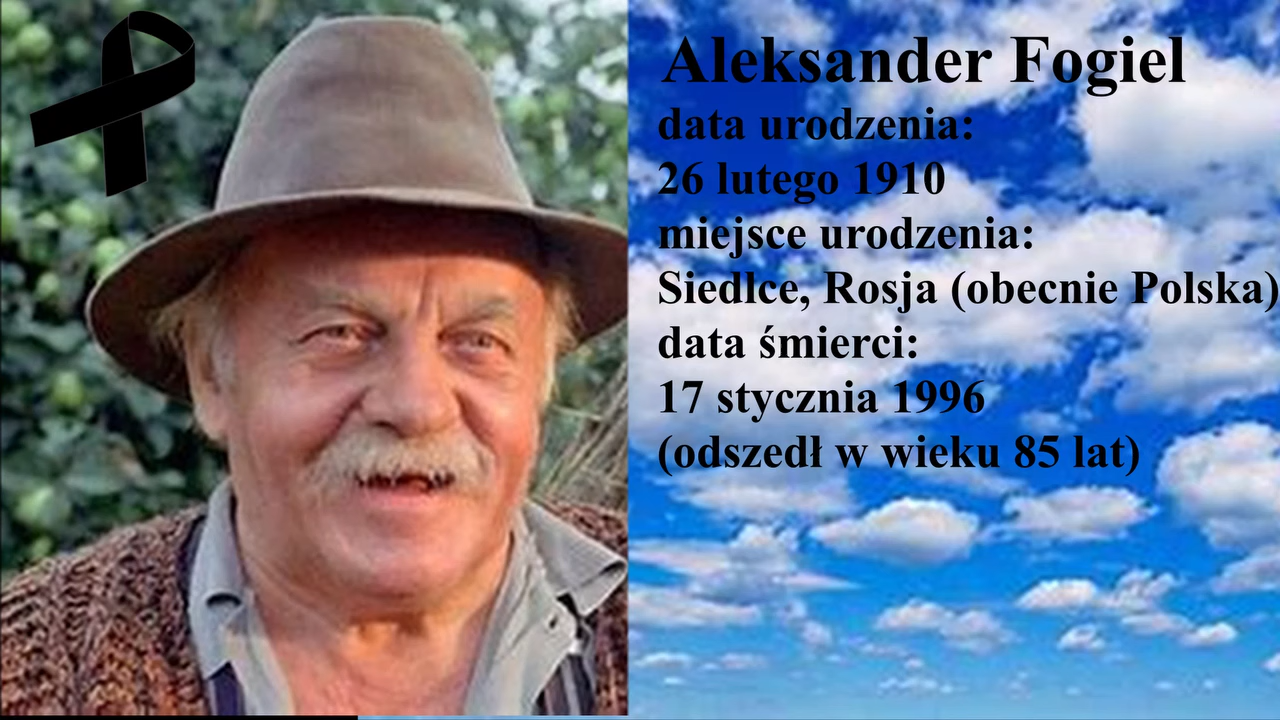 Aleksander Fogiel
data urodzenia:
26 lutego 1910
miejsce urodzenia:
Siedlce, Rosja (obecnie Polska)
data śmierci:
17 stycznia 1996
(odszedł w wieku 85 lat)